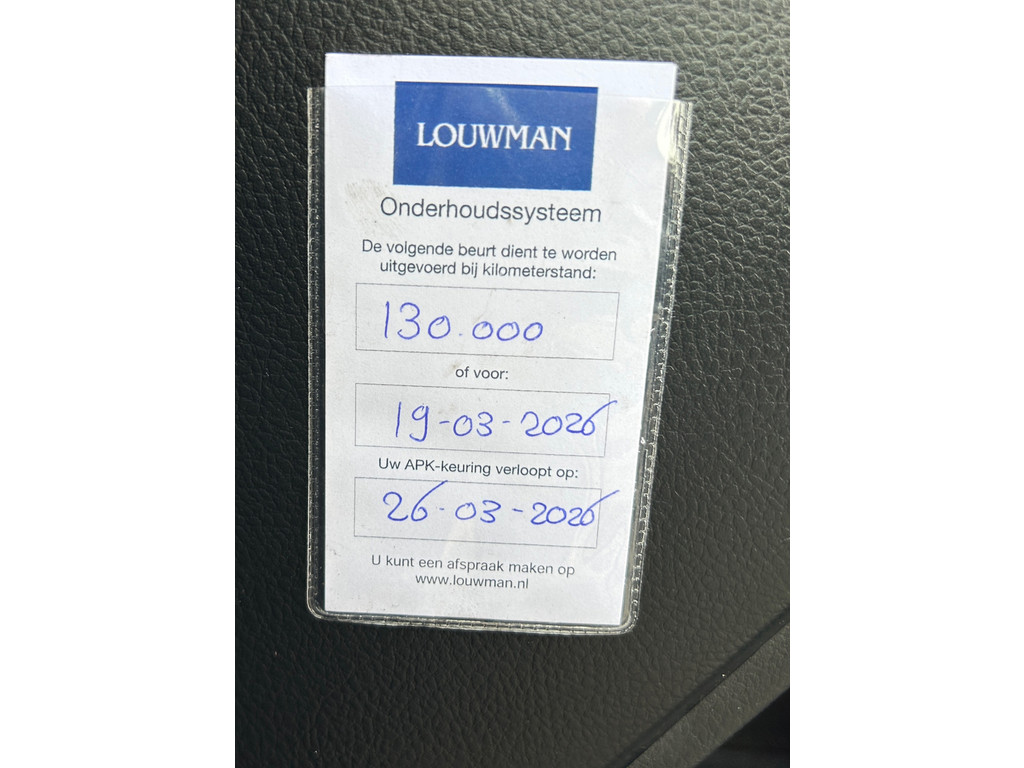 LOUWMAN
Onderhoudssysteem
De volgende beurt dient te worden
uitgevoerd bij kilometerstand:
130.000
of voor:
19-03-2026
Uw APK-keuring verloopt op:
26-03-2026
U kunt een afspraak maken op
www.louwman.nl